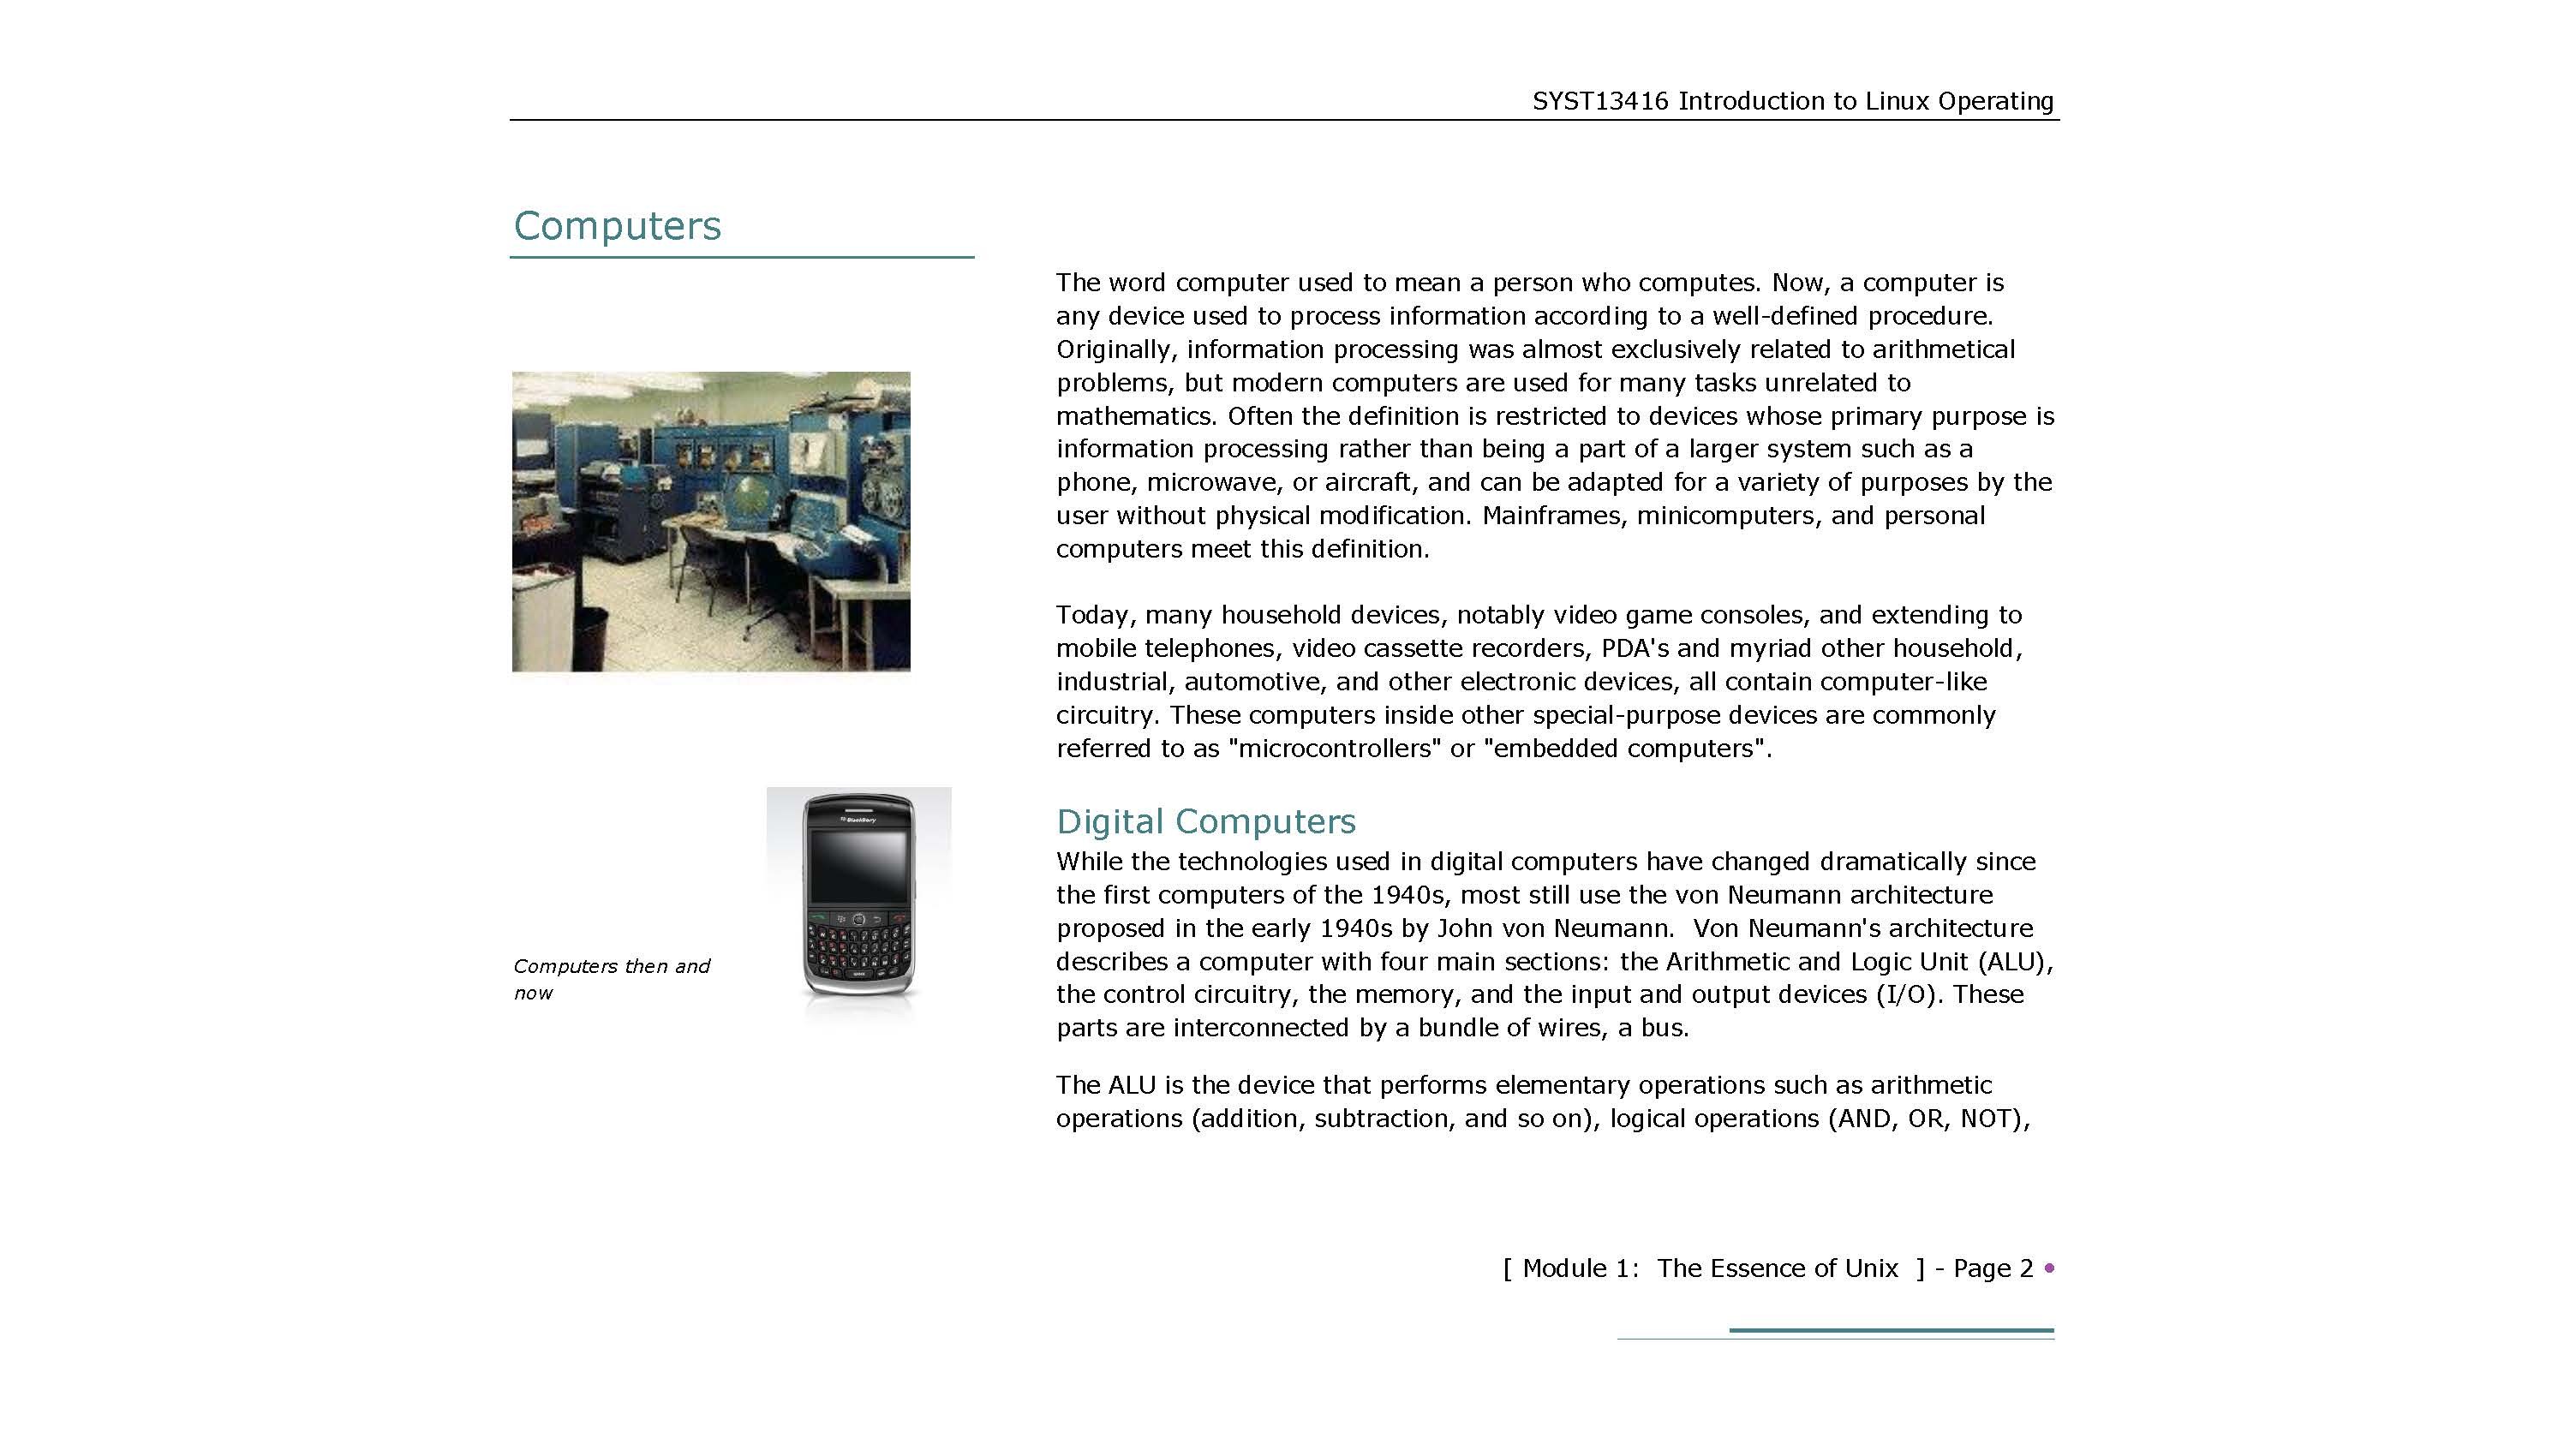 SYST13416 Introduction to Linux Operating
Computers
The word computer used to mean a person who computes. Now, a computer is
any device used to process information according to a well-defined procedure.
Originally, information processing was almost exclusively related to arithmetical
problems, but modern computers are used for many tasks unrelated to
mathematics. Often the definition is restricted to devices whose primary purpose is
information processing rather than being a part of a larger system such as a
phone, microwave, or aircraft, and can be adapted for a variety of purposes by the
user without physical modification. Mainframes, minicomputers, and personal
computers meet this definition.
Today, many household devices, notably video game consoles, and extending to
mobile telephones, video cassette recorders, PDA's and myriad other household,
industrial, automotive, and other electronic devices, all contain computer-like
circuitry. These computers inside other special-purpose devices are commonly
referred to as "microcontrollers" or "embedded computers".
BlackBerry
Computers then and
now
Digital Computers
While the technologies used in digital computers have changed dramatically since
the first computers of the 1940s, most still use the von Neumann architecture
proposed in the early 1940s by John von Neumann.  Von Neumann's architecture
describes a computer with four main sections: the Arithmetic and Logic Unit (ALU),
the control circuitry, the memory, and the input and output devices (I/O). These
parts are interconnected by a bundle of wires, a bus.
The ALU is the device that performs elementary operations such as arithmetic
operations (addition, subtraction, and so on), logical operations (AND, OR, NOT),
[ Module 1:  The Essence of Unix  ] - Page 2 •